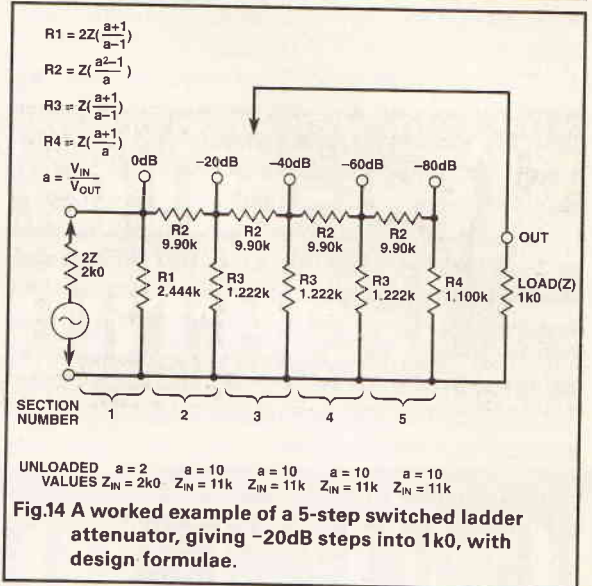 R1 = 2Z(a+1/a−1)
R2 = Z(a²−1/a)
R3 = Z(a+1/a−1)
R4 = Z(a+1/a)
a = VIN/VOUT
0dB −20dB −40dB −60dB −80dB
R2 9.90k
R2 9.90k
R2 9.90k
R2 9.90k
OUT
2Z 2k0
R1 2,444k
R3 1.222k
R3 1.222k
R3 1.222k
R4 1,100k
LOAD(Z) 1k0
SECTION NUMBER 1 2 3 4 5
UNLOADED a = 2 a = 10 a = 10 a = 10 a = 10
VALUES ZIN = 2k0 ZIN = 11k ZIN = 11k ZIN = 11k ZIN = 11k
Fig.14 A worked example of a 5-step switched ladder
attenuator, giving −20dB steps into 1k0, with
design formulae.